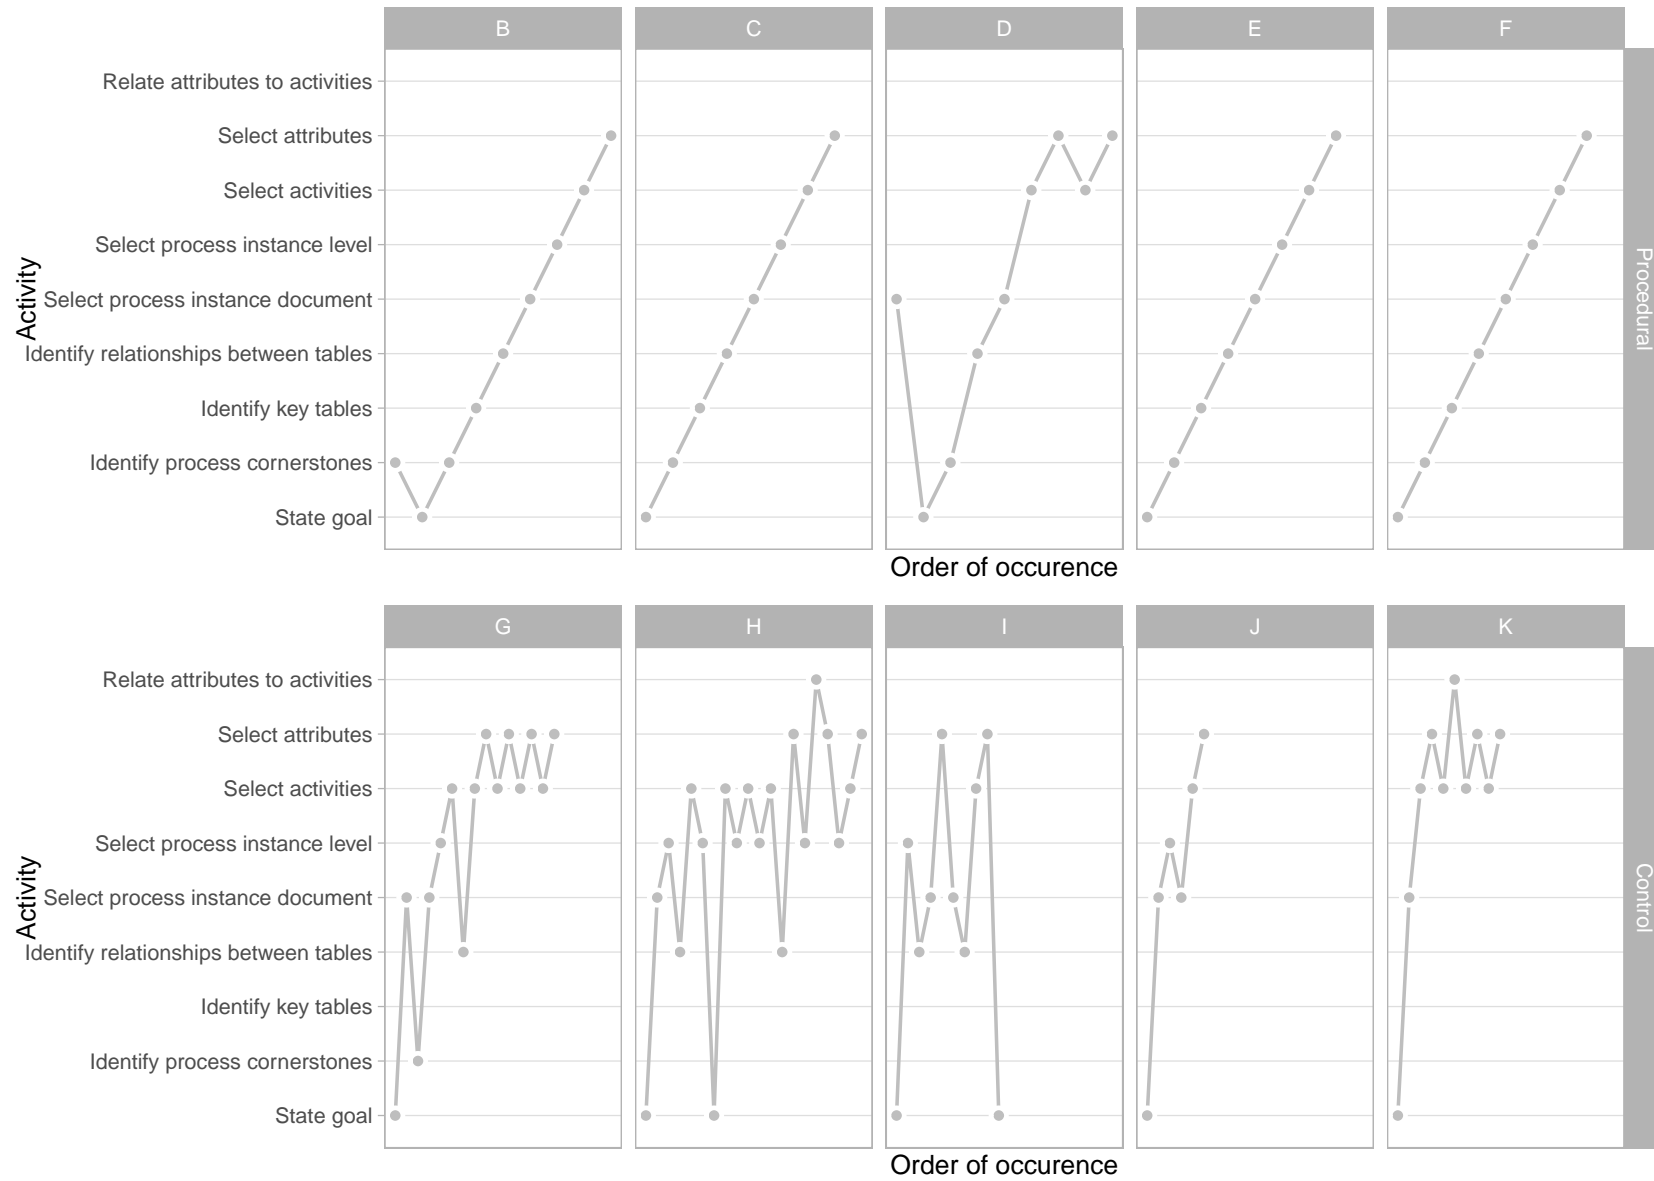 B C D E F
Relate attributes to activities
Select attributes
Select activities
Select process instance level
Select process instance document
Identify relationships between tables
Identify key tables
Identify process cornerstones
State goal
Activity
Procedural
Order of occurence
G H I J K
Relate attributes to activities
Select attributes
Select activities
Select process instance level
Select process instance document
Identify relationships between tables
Identify key tables
Identify process cornerstones
State goal
Activity
Control
Order of occurence